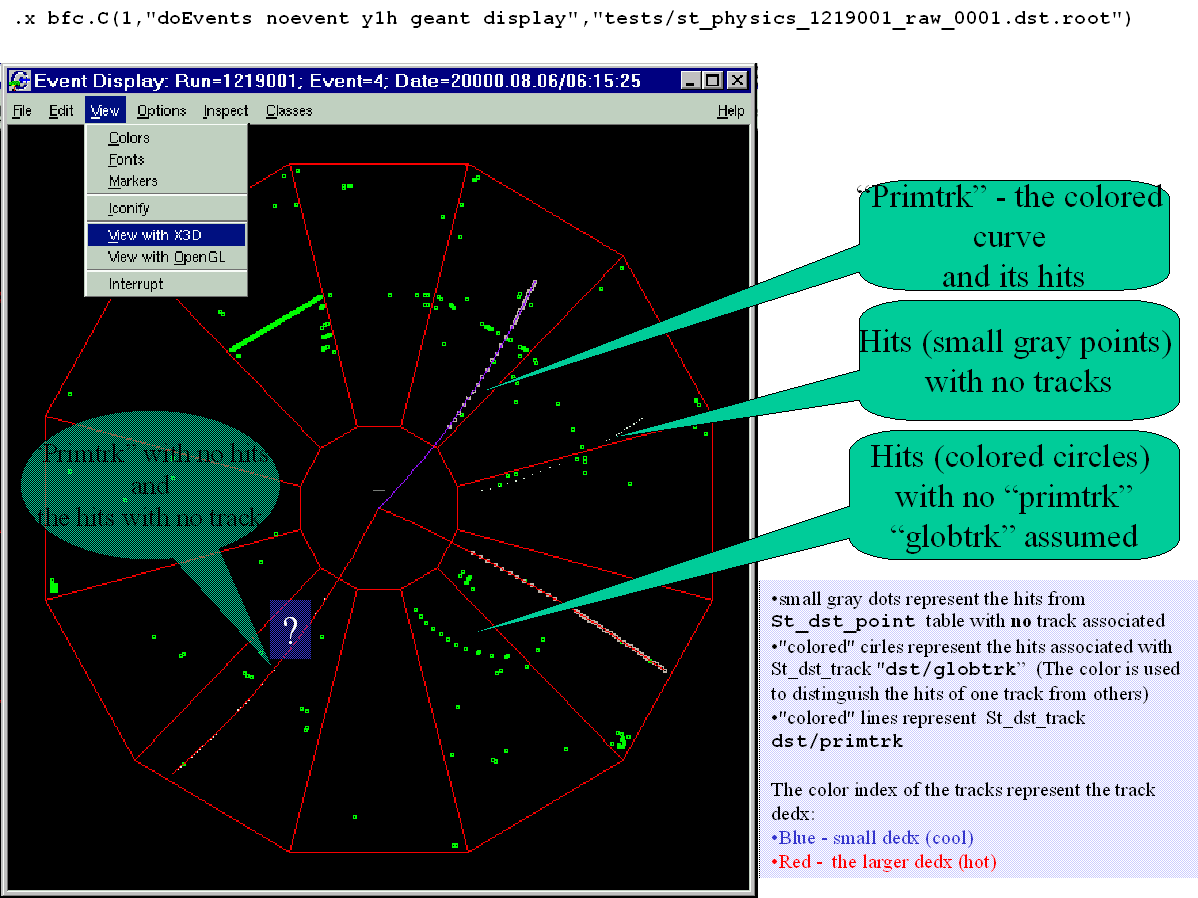 .x bfc.C(1,"doEvents noevent y1h geant display","tests/st_physics_1219001_raw_0001.dst.root")
Event Display: Run=1219001; Event=4; Date=20000.08.06/06:15:25
File Edit View Options Inspect Classes Help
Colors
Fonts
Markers
Iconify
View with X3D
View with OpenGL
Interrupt
“Primtrk” - the colored
curve
and its hits
Hits (small gray points)
with no tracks
Hits (colored circles)
with no “primtrk”
“globtrk” assumed
“Primtrk” with no hits
and
the hits with no track
?
•small gray dots represent the hits from
St_dst_point table with no track associated
•"colored" cirles represent the hits associated with
St_dst_track "dst/globtrk” (The color is used
to distinguish the hits of one track from others)
•"colored" lines represent St_dst_track
dst/primtrk
The color index of the tracks represent the track
dedx:
•Blue - small dedx (cool)
•Red - the larger dedx (hot)